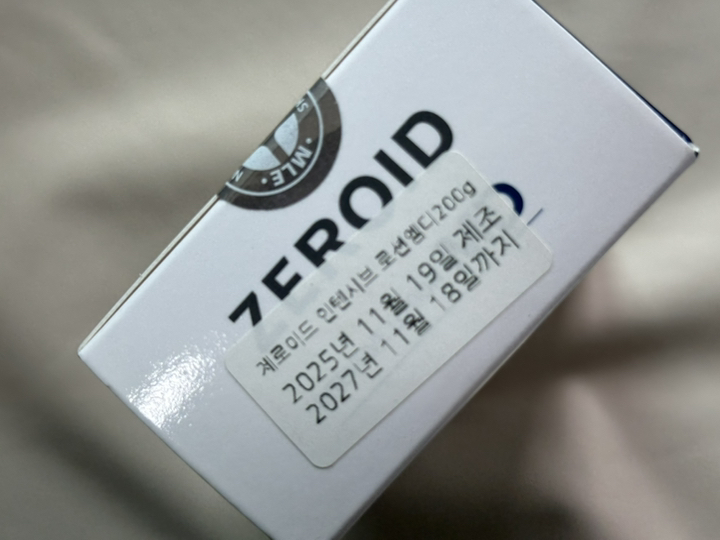 ZEROID
제로이드 인텐시브 로션엠디200g
2025년 11월 19일 제조
2027년 11월 18일까지
MLE